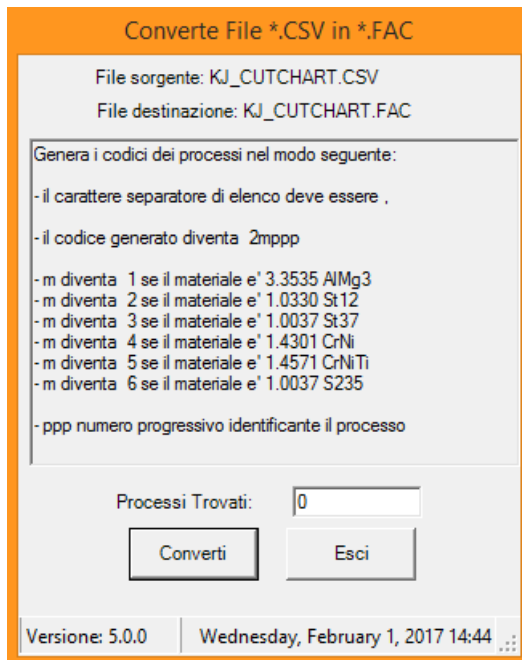 Converte File *.CSV in *.FAC
File sorgente: KJ_CUTCHART.CSV
File destinazione: KJ_CUTCHART.FAC
Genera i codici dei processi nel modo seguente:
- il carattere separatore di elenco deve essere ,
- il codice generato diventa 2mppp
- m diventa 1 se il materiale e' 3.3535 AlMg3
- m diventa 2 se il materiale e' 1.0330 St12
- m diventa 3 se il materiale e' 1.0037 St37
- m diventa 4 se il materiale e' 1.4301 CrNi
- m diventa 5 se il materiale e' 1.4571 CrNiTi
- m diventa 6 se il materiale e' 1.0037 S235
- ppp numero progressivo identificante il processo
Processi Trovati: 0
Converti Esci
Versione: 5.0.0 Wednesday, February 1, 2017 14:44